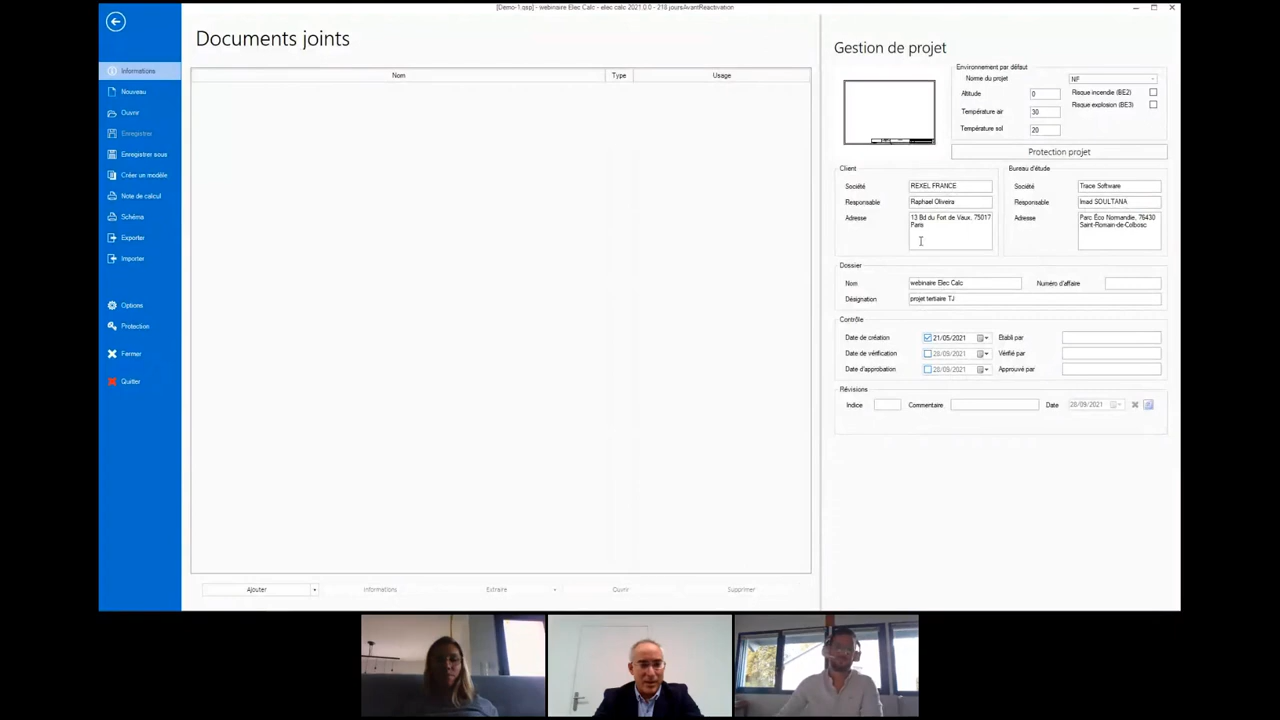 [Demo-1.qsp] - webinaire Elec Calc - elec calc 2021.0.0 - 218 joursAvantReactivation
Documents joints
Informations
Nouveau
Ouvrir
Enregistrer
Enregistrer sous
Créer un modèle
Note de calcul
Schéma
Exporter
Importer
Options
Protection
Fermer
Quitter
Nom Type Usage
Ajouter Informations Extraire Ouvrir Supprimer
Gestion de projet
Environnement par défaut
Norme du projet NF
Altitude 0 Risque incendie (BE2)
Température air 30 Risque explosion (BE3)
Température sol 20
Protection projet
Client
Société REXEL FRANCE
Responsable Raphael Oliveira
Adresse 13 Bd du Fort de Vaux, 75017
Paris
Bureau d'étude
Société Trace Software
Responsable Imad SOULTANA
Adresse Parc Éco Normandie, 76430
Saint-Romain-de-Colbosc
Dossier
Nom webinaire Elec Calc Numéro d'affaire
Désignation projet tertiaire TJ
Contrôle
Date de création 21/05/2021 Établi par
Date de vérification 28/09/2021 Vérifié par
Date d'approbation 28/09/2021 Approuvé par
Révisions
Indice Commentaire Date 28/09/2021